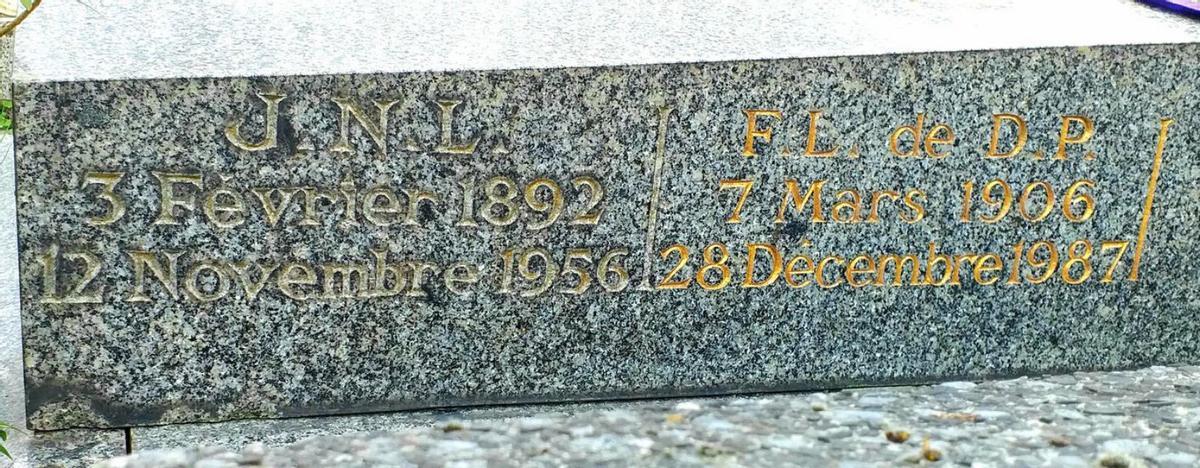 J.N.L.
3 Février 1892
12 Novembre 1956
F.L. de D.P.
7 Mars 1906
28 Décembre 1987